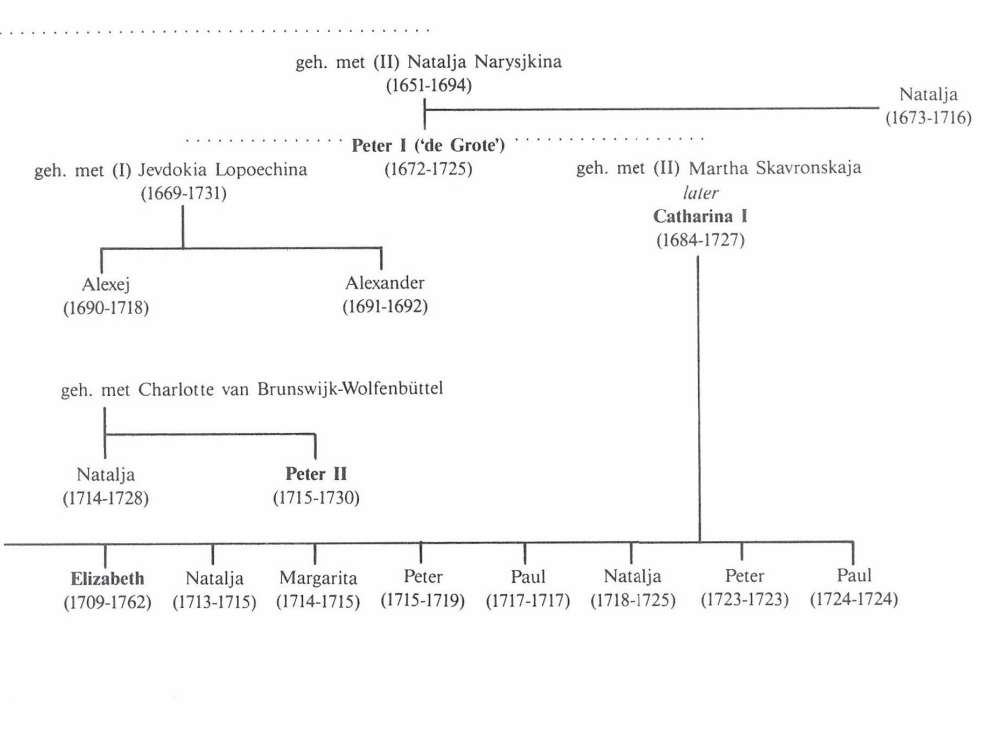 geh. met (II) Natalja Narysjkina
(1651-1694)
Natalja
(1673-1716)
Peter I (‘de Grote’)
(1672-1725)
geh. met (I) Jevdokia Lopoechina
(1669-1731)
geh. met (II) Martha Skavronskaja
later
Catharina I
(1684-1727)
Alexej
(1690-1718)
Alexander
(1691-1692)
geh. met Charlotte van Brunswijk-Wolfenbüttel
Natalja
(1714-1728)
Peter II
(1715-1730)
Elizabeth
(1709-1762)
Natalja
(1713-1715)
Margarita
(1714-1715)
Peter
(1715-1719)
Paul
(1717-1717)
Natalja
(1718-1725)
Peter
(1723-1723)
Paul
(1724-1724)